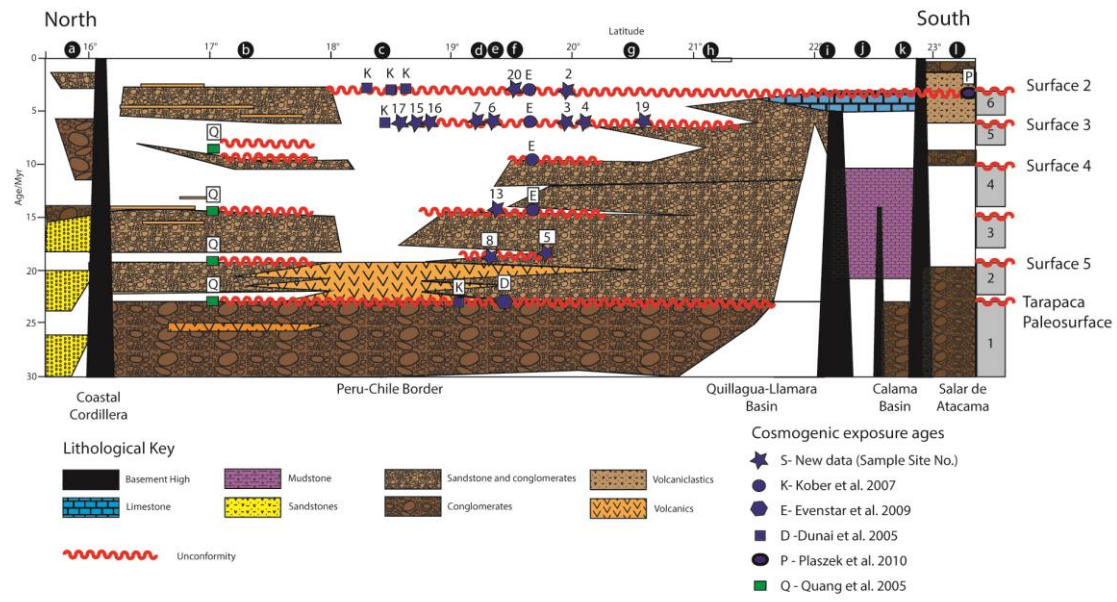 North
South
Latitude
a 16° 17° b c 19° d e f 20° g 21° h 22° i j k 23° l
Age/Myr
0
5
10
15
20
25
30
K K K 20 E 2 P
K 17 15 16 7 6 E 3 4 19
Q E
Q 13 E
Q 8 5
Q K D
6
5
4
3
2
1
Surface 2
Surface 3
Surface 4
Surface 5
Tarapaca
Paleosurface
Coastal
Cordillera
Peru-Chile Border
Quillagua-Llamara
Basin
Calama
Basin
Salar de
Atacama
Lithological Key
Basement High
Mudstone
Sandstone and conglomerates
Volcaniclastics
Limestone
Sandstones
Conglomerates
Volcanics
Unconformity
Cosmogenic exposure ages
S- New data (Sample Site No.)
K- Kober et al. 2007
E- Evenstar et al. 2009
D -Dunai et al. 2005
P - Plaszek et al. 2010
Q - Quang et al. 2005